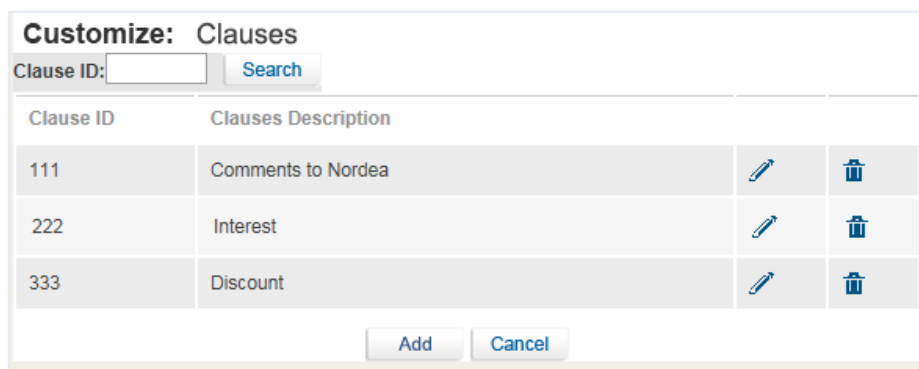 Customize: Clauses
Clause ID: Search
Clause ID Clauses Description
111 Comments to Nordea
222 Interest
333 Discount
Add Cancel